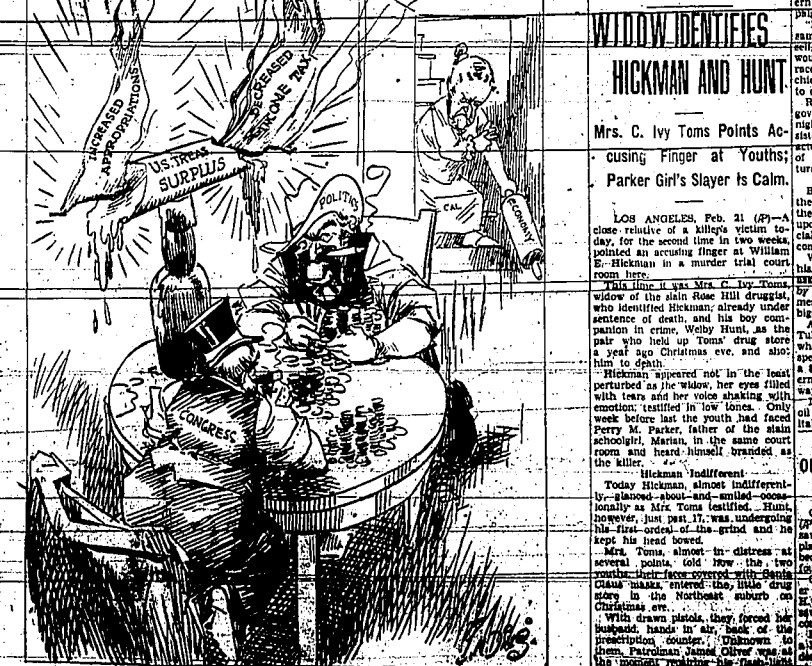 INCREASED
APPROPRIATIONS
DECREASED
INCOME TAX
U.S. TREAS.
SURPLUS
POLITICS
CAL
ECONOMY
CONGRESS
WIDOW IDENTIFIES
HICKMAN AND HUNT
Mrs. C. Ivy Toms Points Ac-
cusing Finger at Youths;
Parker Girl's Slayer Is Calm.
LOS ANGELES, Feb. 21 (AP)—A
close relative of a killer's victim to-
day, for the second time in two weeks,
pointed an accusing finger at William
E. Hickman in a murder trial court
room here.
This time it was Mrs. C. Ivy Toms,
widow of the slain Rose Hill druggist,
who identified Hickman, already under
sentence of death, and his boy com-
panion in crime, Welby Hunt, as the
pair who held up Toms' drug store
a year ago Christmas eve, and shot
him to death.
Hickman appeared not in the least
perturbed as the widow, her eyes filled
with tears and her voice shaking with
emotion, testified in low tones. Only
week before last the youth had faced
Perry M. Parker, father of the slain
schoolgirl, Marian, in the same court
room and heard himself branded as
the killer.
Hickman Indifferent
Today Hickman, almost indifferent-
ly, glanced about and smiled occas-
ionally as Mrs. Toms testified. Hunt,
however, just past 17, was undergoing
his first ordeal of the grind and he
kept his head bowed.
Mrs. Toms, almost in distress at
several points, told how the two
youths, their faces covered with Santa
Claus masks, entered the little drug
store in the Northeast suburb on
Christmas eve.
With drawn pistols, they forced her
husband, hands in air, back of the
prescription counter. Unknown to
them, Patrolman James Oliver was at
the moment